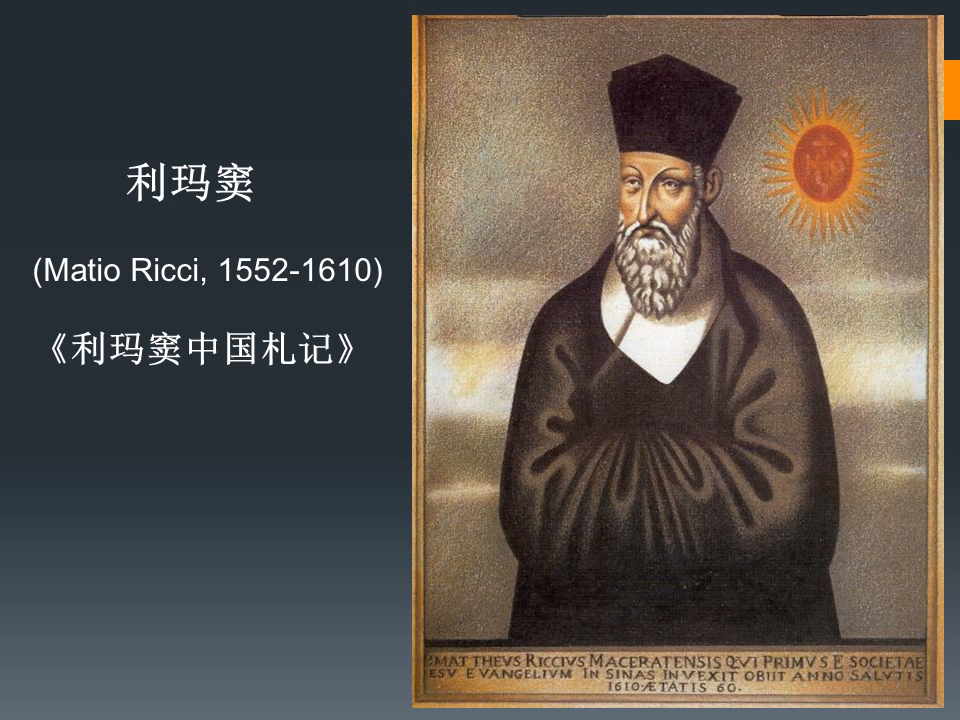 利玛窦
(Matio Ricci, 1552-1610)
《利玛窦中国札记》
IHS
P. MATTHEVS RICCIVS MACERATENSIS QVI PRIMVS E SOCIETAE
ESV EVANGELIVM IN SINAS INVEXIT OBIIT ANNO SALVTIS
1610 ÆTATIS 60.